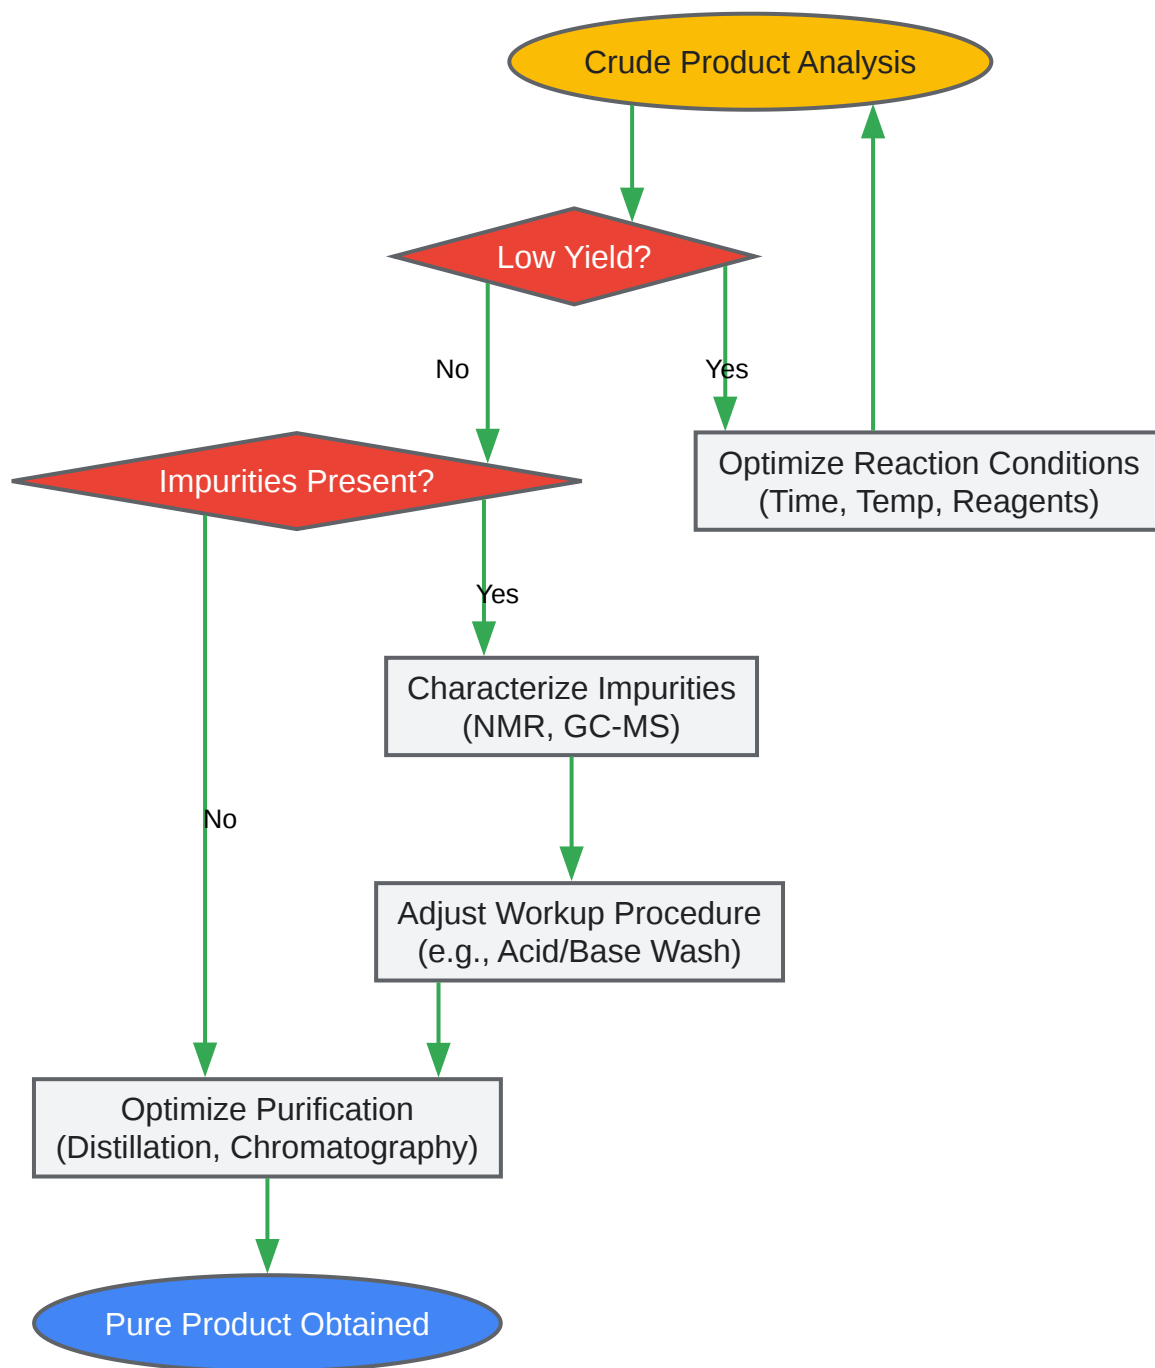 Crude Product Analysis
Low Yield?
No
Yes
Impurities Present?
Optimize Reaction Conditions
(Time, Temp, Reagents)
Yes
Characterize Impurities
(NMR, GC-MS)
No
Adjust Workup Procedure
(e.g., Acid/Base Wash)
Optimize Purification
(Distillation, Chromatography)
Pure Product Obtained